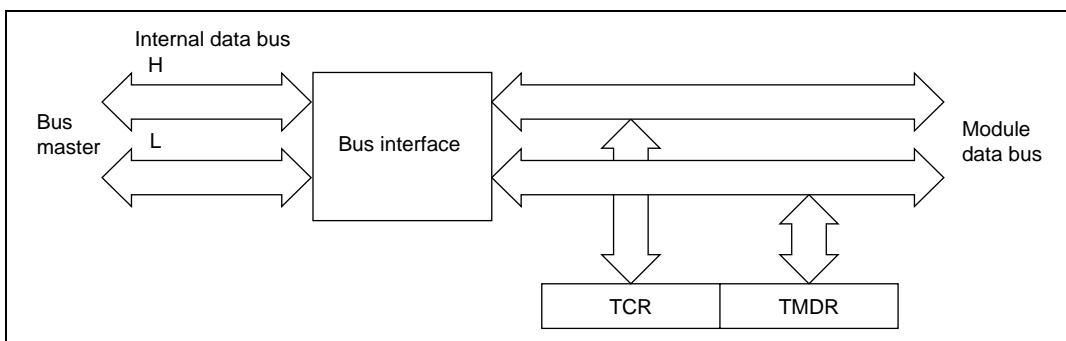 Internal data bus
H
Bus
master
L
Bus interface
Module
data bus
TCR
TMDR